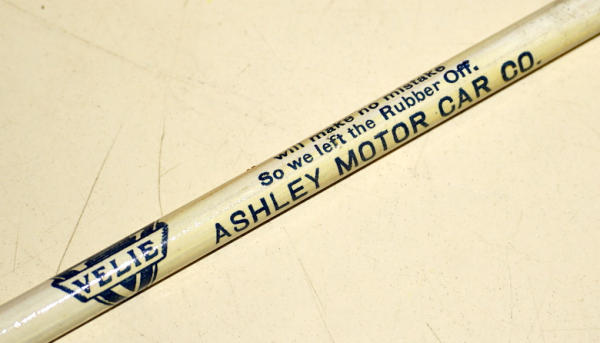 will make no mistake
So we left the Rubber Off.
ASHLEY MOTOR CAR CO.
VELIE